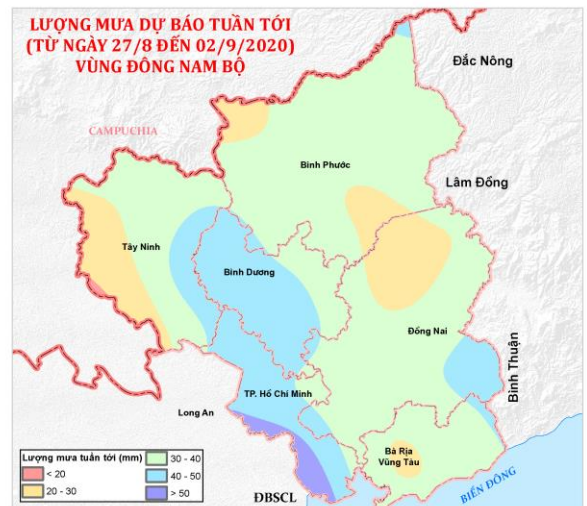 LƯỢNG MƯA DỰ BÁO TUẦN TỚI
(TỪ NGÀY 27/8 ĐẾN 02/9/2020)
VÙNG ĐÔNG NAM BỘ
Đắc Nông
CAMPUCHIA
Bình Phước
Lâm Đồng
Tây Ninh
Bình Dương
Đồng Nai
Bình Thuận
TP. Hồ Chí Minh
Long An
Bà Rịa
Vũng Tàu
BIỂN ĐÔNG
ĐBSCL
Lượng mưa tuần tới (mm)
< 20
20 - 30
30 - 40
40 - 50
> 50